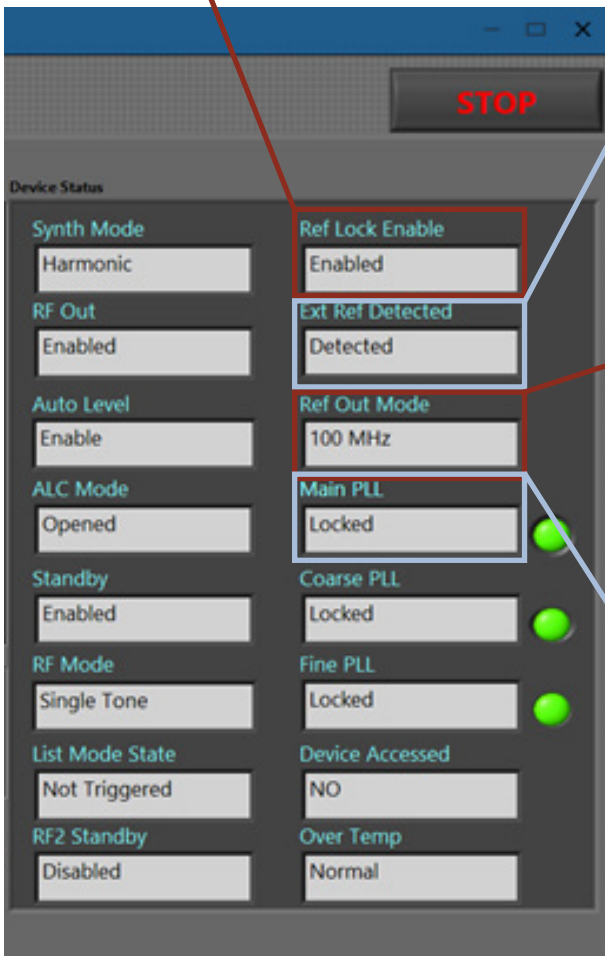 STOP
Device Status
Synth Mode
Harmonic
RF Out
Enabled
Auto Level
Enable
ALC Mode
Opened
Standby
Enabled
RF Mode
Single Tone
List Mode State
Not Triggered
RF2 Standby
Disabled
Ref Lock Enable
Enabled
Ext Ref Detected
Detected
Ref Out Mode
100 MHz
Main PLL
Locked
Coarse PLL
Locked
Fine PLL
Locked
Device Accessed
NO
Over Temp
Normal